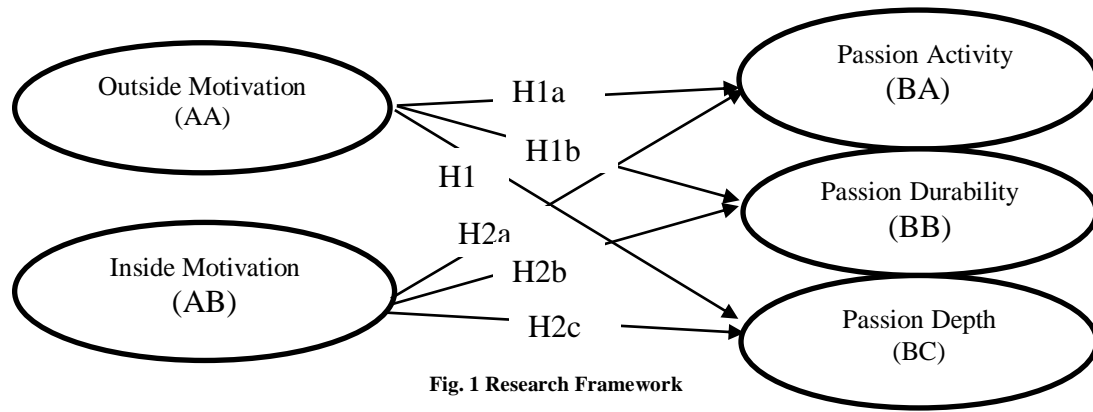 Outside Motivation
(AA)
Inside Motivation
(AB)
H1a
H1b
H1
H2a
H2b
H2c
Passion Activity
(BA)
Passion Durability
(BB)
Passion Depth
(BC)
Fig. 1 Research Framework